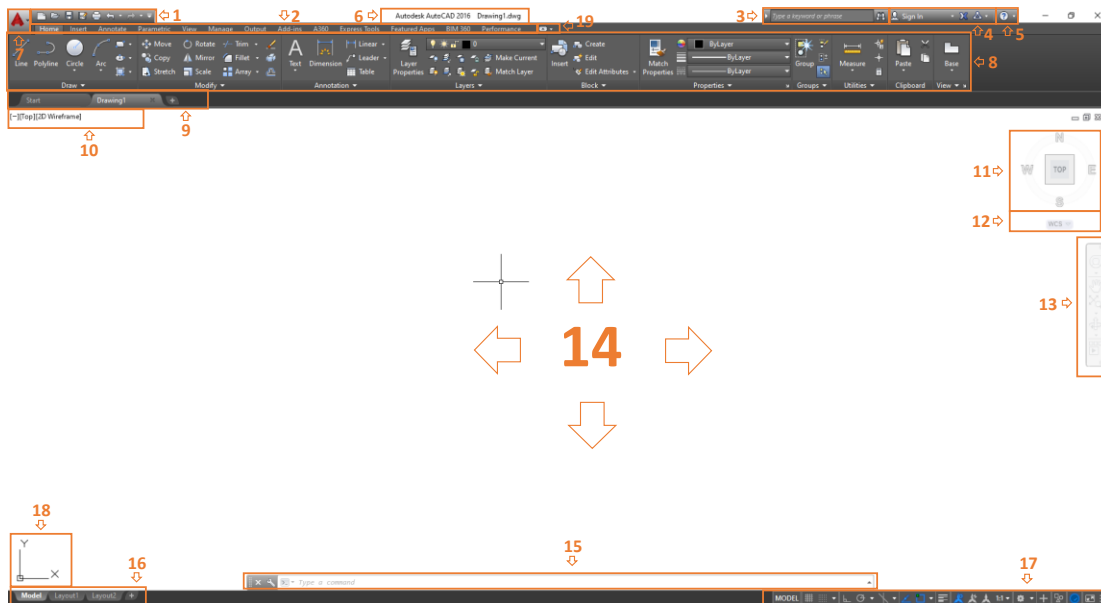 1 2 6 Autodesk AutoCAD 2016 Drawing1.dwg 19 3 Type a keyword or phrase Sign In 4 5
7 Home Insert Annotate Parametric View Manage Output Add-ins A360 Express Tools Featured Apps BIM 360 Performance
Line Polyline Circle Arc Move Rotate Trim Text Dimension Linear Layer Properties 0 Insert Create Match Properties ByLayer Group Measure Paste Base 8
Copy Mirror Fillet Leader Make Current Edit ByLayer
Stretch Scale Array Table Match Layer Edit Attributes ByLayer
Draw Modify Annotation Layers Block Properties Groups Utilities Clipboard View
Start Drawing1 + 9
[−][Top][2D Wireframe]
10
N
11 W TOP E
S
12 WCS
13
14
18 15 17
Y
X
16
Type a command
Model Layout1 Layout2 + MODEL 1:1